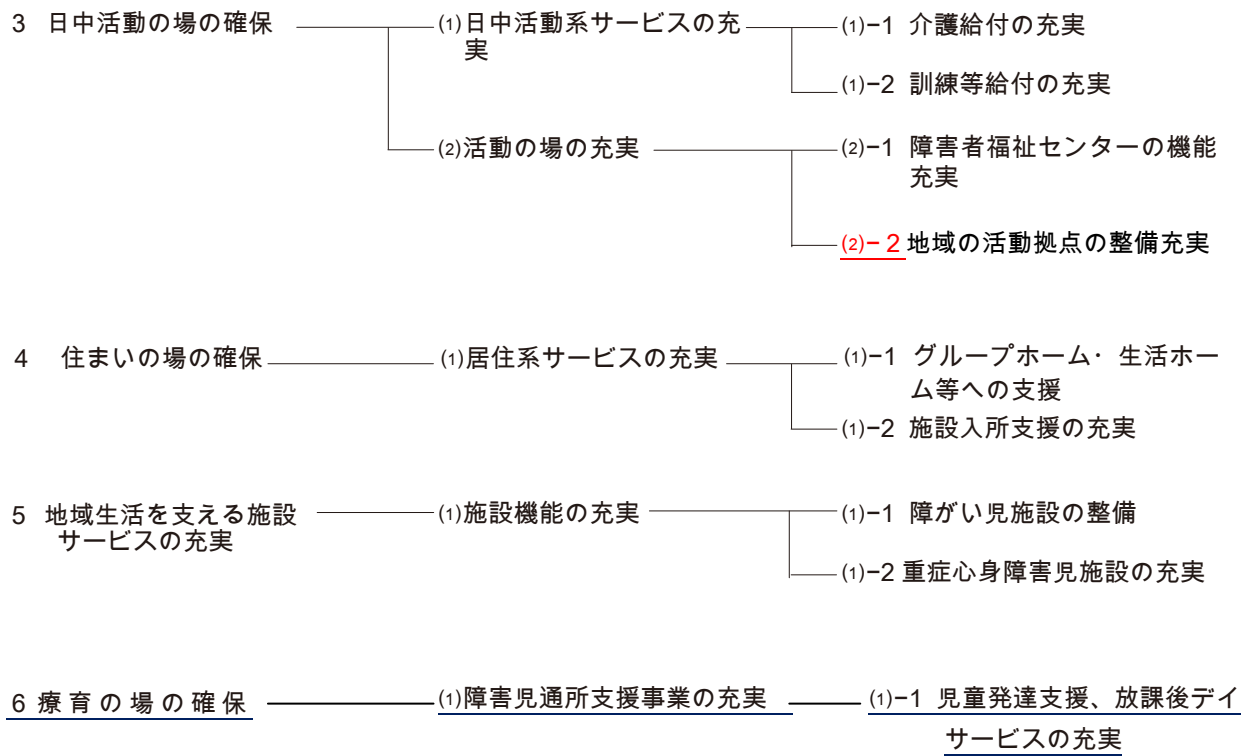 3 日中活動の場の確保
(1)日中活動系サービスの充
実
(1)−1 介護給付の充実
(1)−2 訓練等給付の充実
(2)活動の場の充実
(2)−1 障害者福祉センターの機能
充実
(2)−2 地域の活動拠点の整備充実
4 住まいの場の確保
(1)居住系サービスの充実
(1)−1 グループホーム・生活ホー
ム等への支援
(1)−2 施設入所支援の充実
5 地域生活を支える施設
サービスの充実
(1)施設機能の充実
(1)−1 障がい児施設の整備
(1)−2 重症心身障害児施設の充実
6 療育の場の確保
(1)障害児通所支援事業の充実
(1)−1 児童発達支援、放課後デイ
サービスの充実